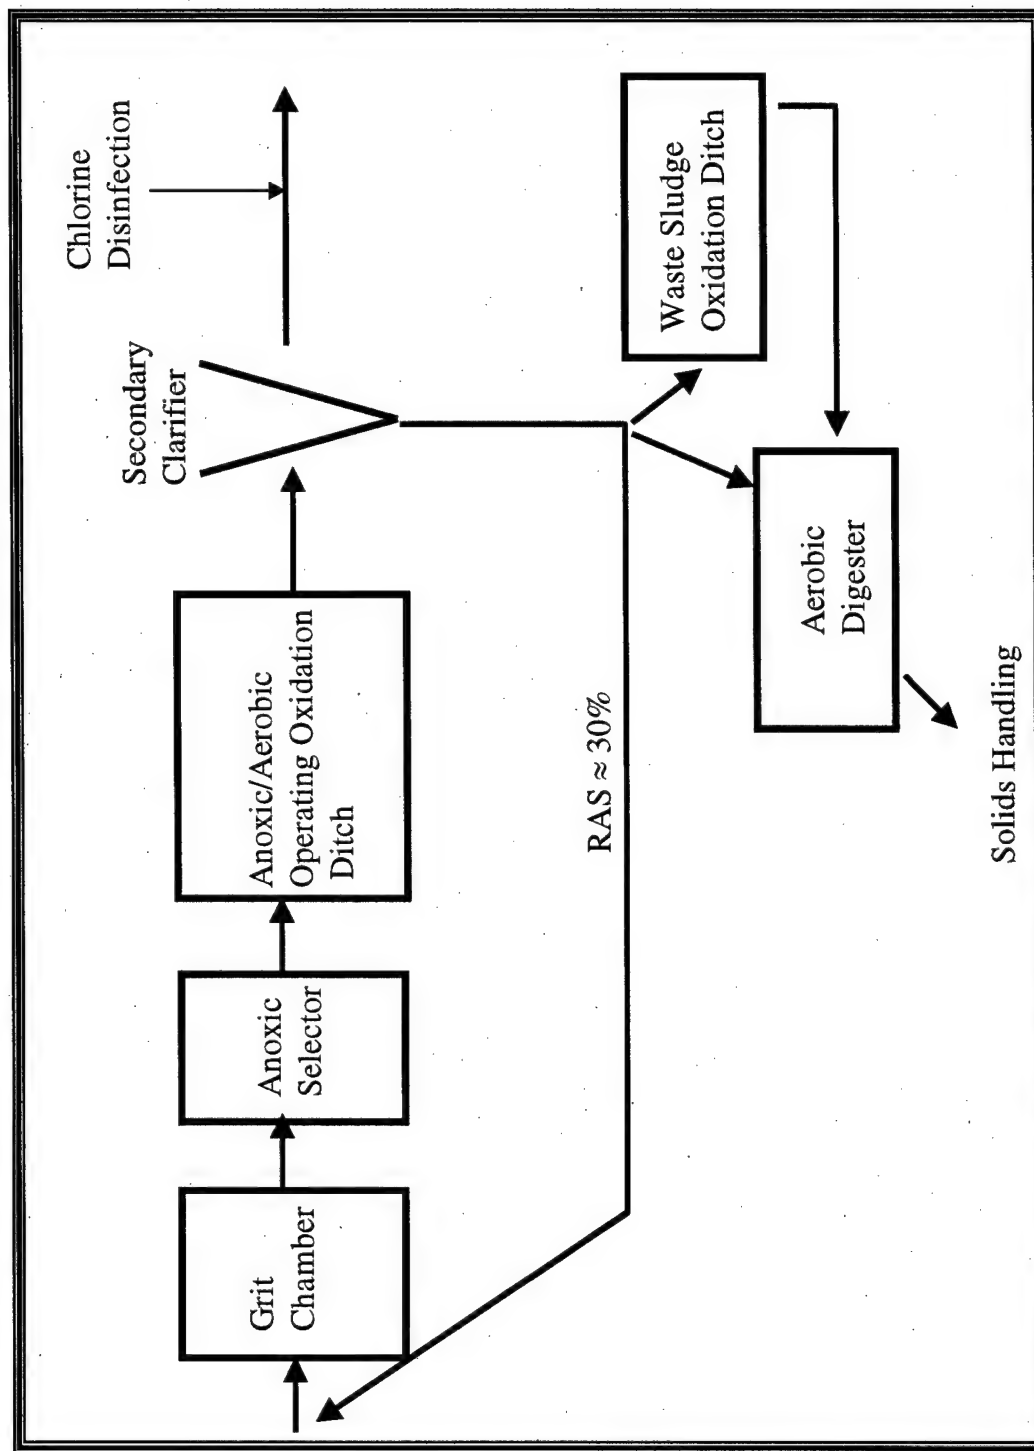 Chlorine
Disinfection
Secondary
Clarifier
Anoxic/Aerobic
Operating Oxidation
Ditch
Anoxic
Selector
Grit
Chamber
RAS ≈ 30%
Waste Sludge
Oxidation Ditch
Aerobic
Digester
Solids Handling